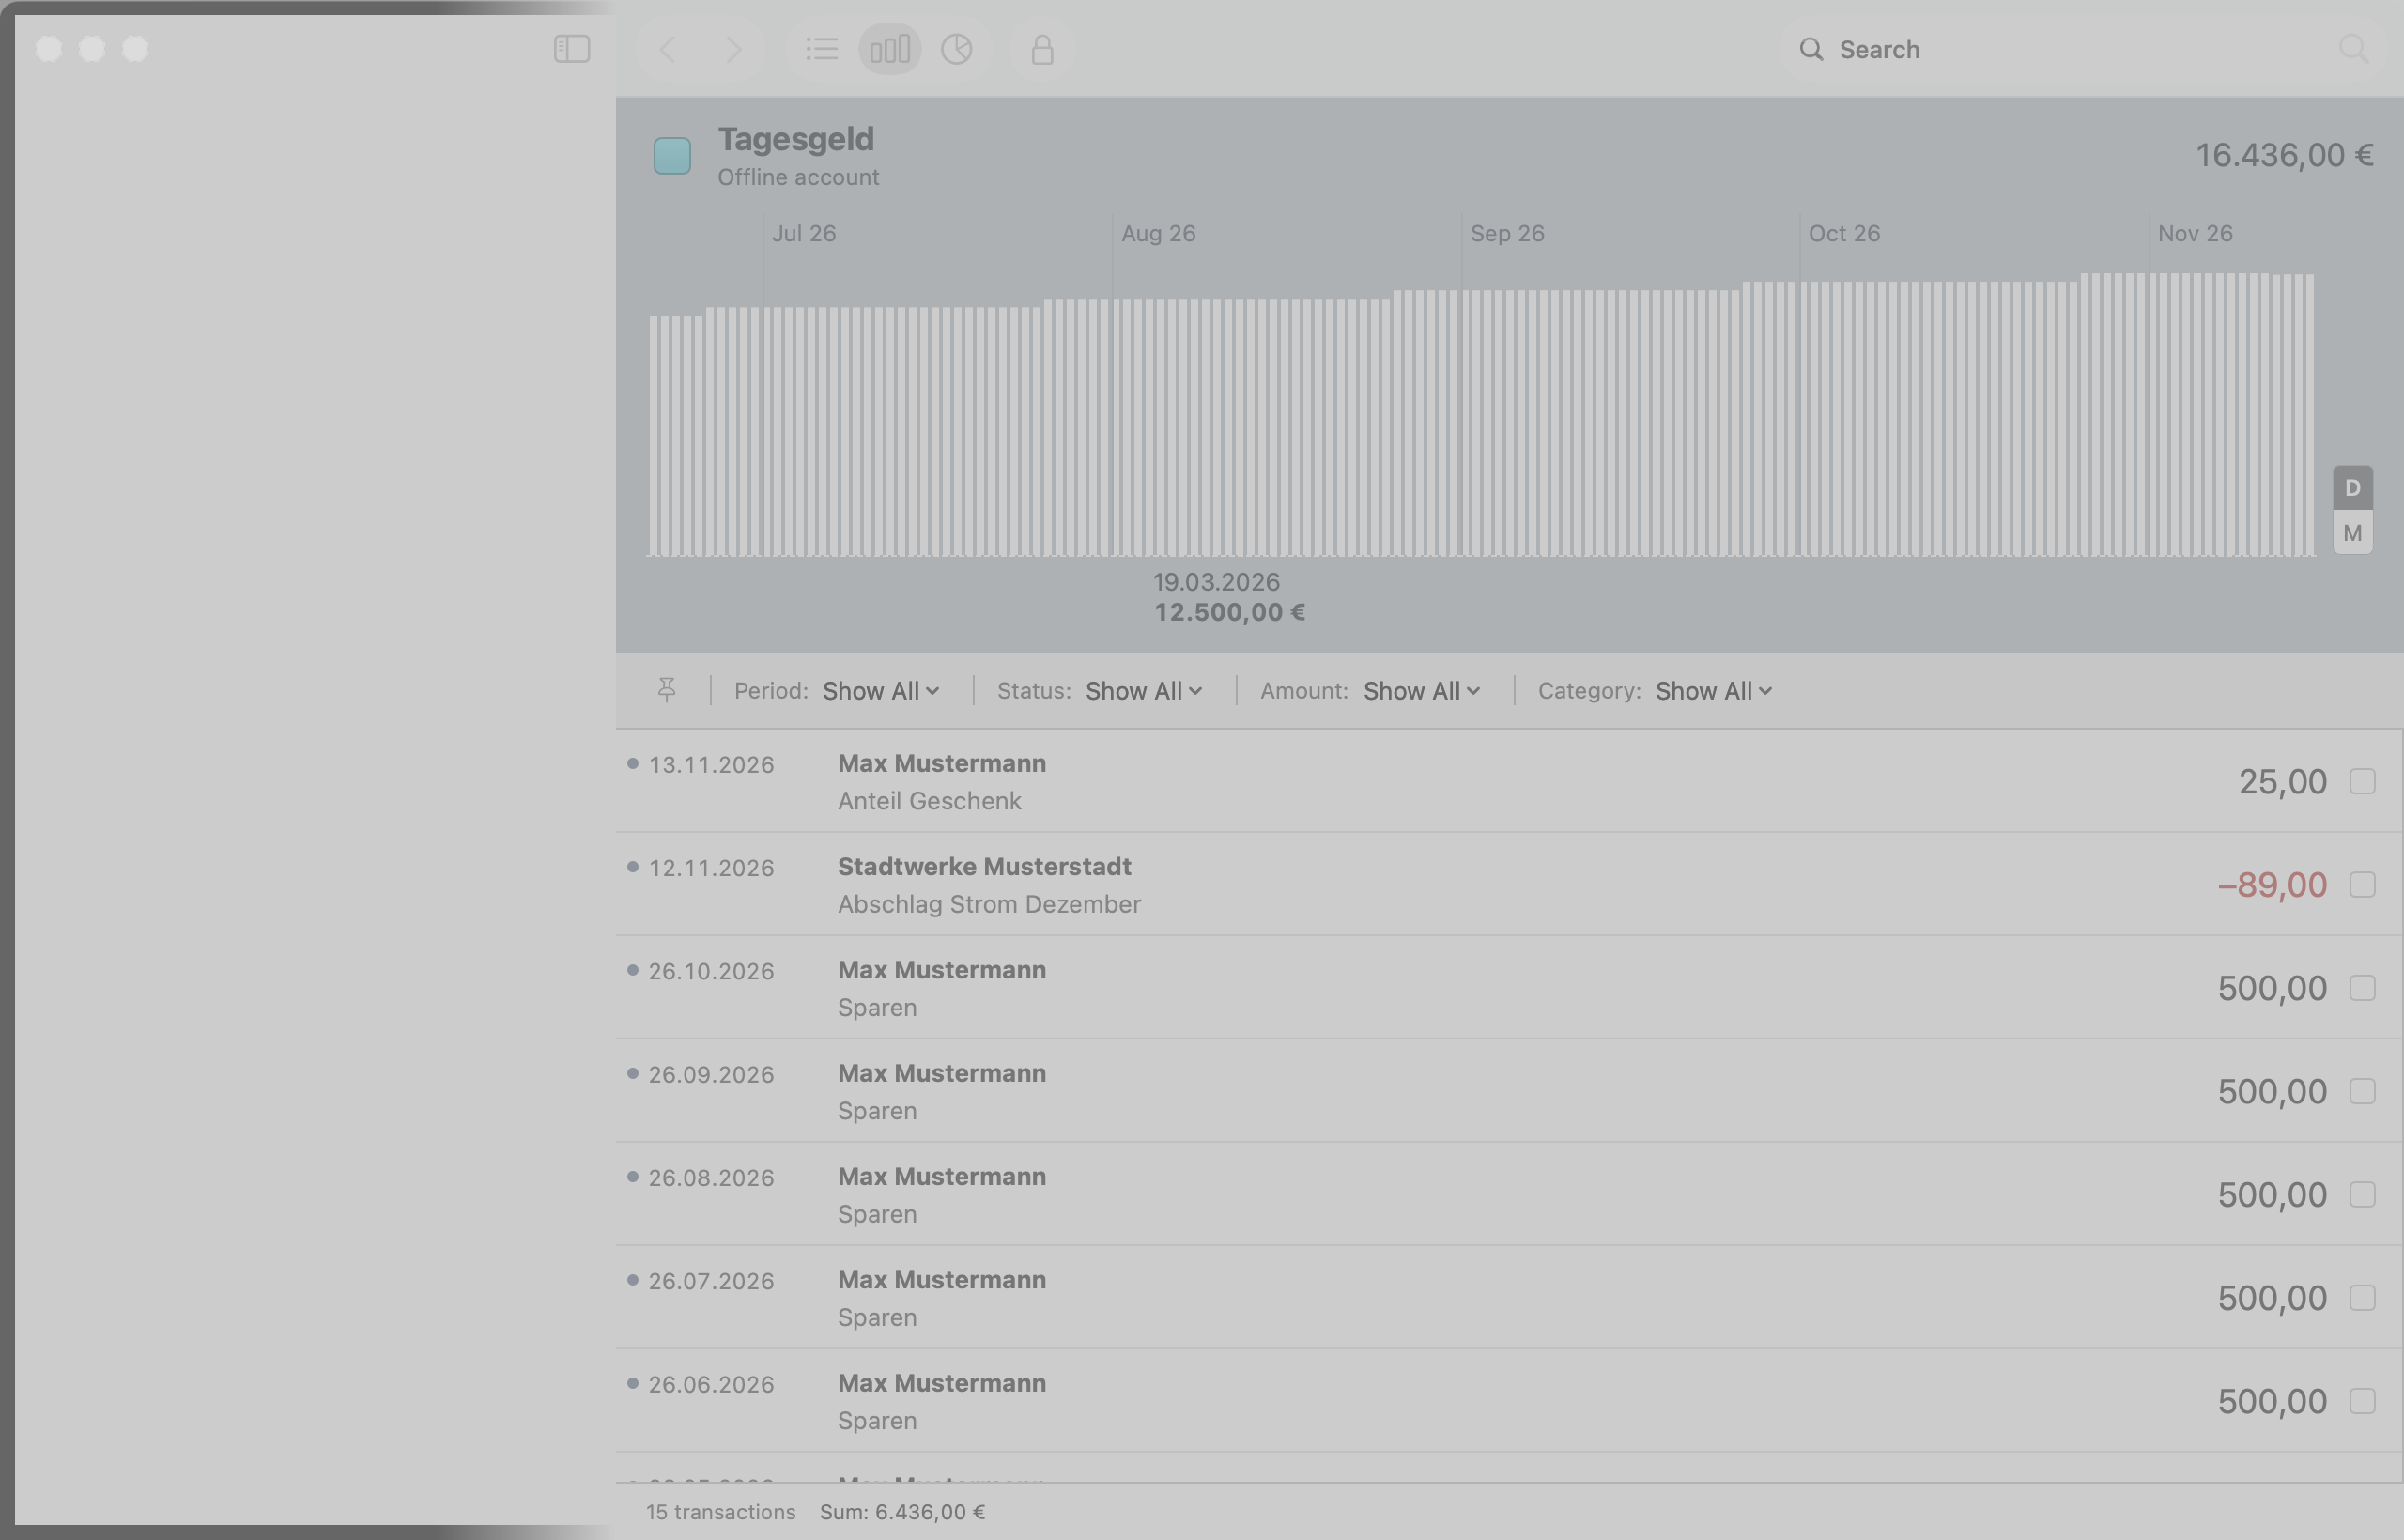 Search
Tagesgeld
Offline account
16.436,00 €
Jul 26
Aug 26
Sep 26
Oct 26
Nov 26
D
M
19.03.2026
12.500,00 €
Period: Show All
Status: Show All
Amount: Show All
Category: Show All
13.11.2026 Max Mustermann 25,00
Anteil Geschenk
12.11.2026 Stadtwerke Musterstadt –89,00
Abschlag Strom Dezember
26.10.2026 Max Mustermann 500,00
Sparen
26.09.2026 Max Mustermann 500,00
Sparen
26.08.2026 Max Mustermann 500,00
Sparen
26.07.2026 Max Mustermann 500,00
Sparen
26.06.2026 Max Mustermann 500,00
Sparen
15 transactions Sum: 6.436,00 €